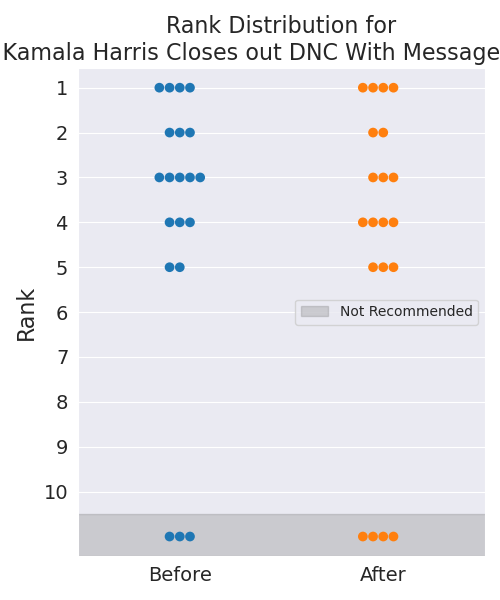 Rank Distribution for
Kamala Harris Closes out DNC With Message
1
2
3
4
5
6
7
8
9
10
Rank
Not Recommended
Before
After